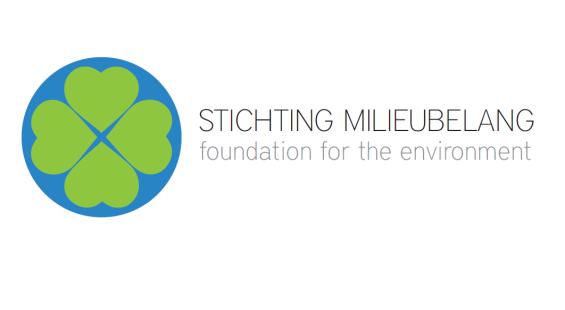 STICHTING MILIEUBELANG
foundation for the environment